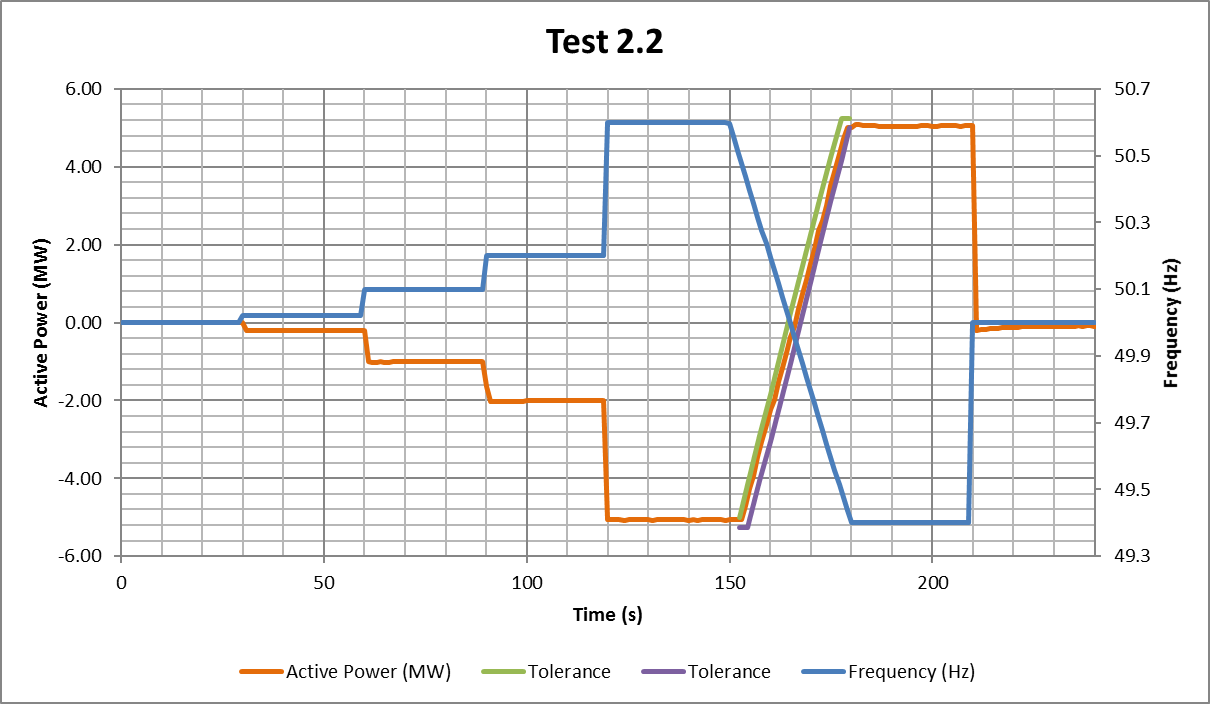 Test 2.2
6.00
4.00
2.00
0.00
-2.00
-4.00
-6.00
Active Power (MW)
50.7
50.5
50.3
50.1
49.9
49.7
49.5
49.3
Frequency (Hz)
0 50 100 150 200
Time (s)
Active Power (MW) Tolerance Tolerance Frequency (Hz)